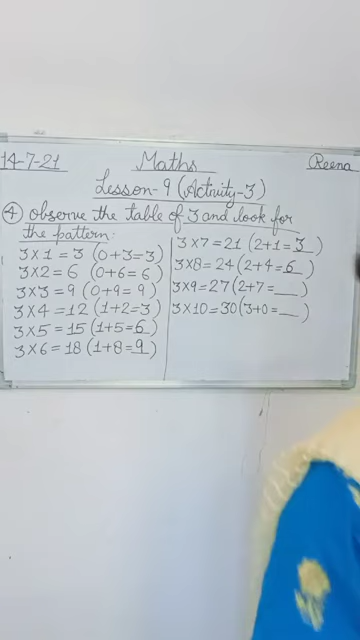 14-7-21 Maths Reena
Lesson-9 (Activity-3)
④ observe the table of 3 and look for
the pattern:
3×1=3 (0+3=3)
3×2=6 (0+6=6)
3×3=9 (0+9=9)
3×4=12 (1+2=3)
3×5=15 (1+5=6)
3×6=18 (1+8=9)
3×7=21 (2+1=3)
3×8=24 (2+4=6)
3×9=27 (2+7=__)
3×10=30 (3+0=__)